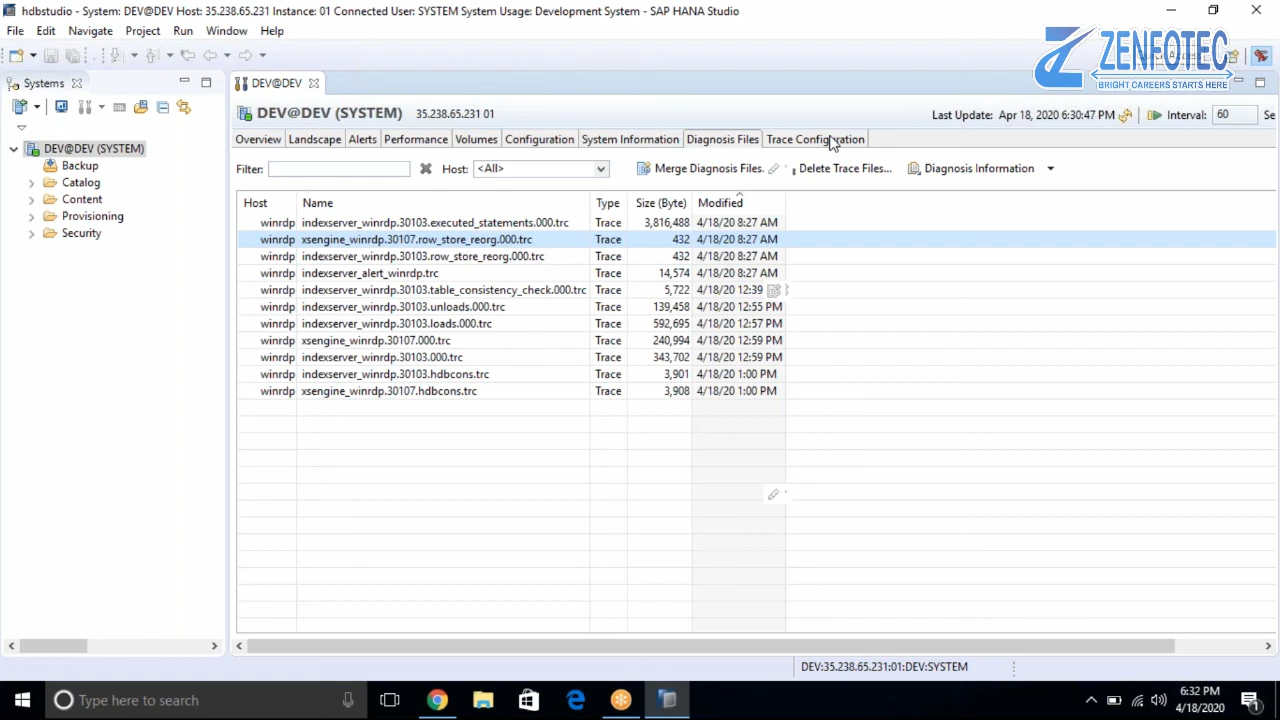 hdbstudio - System: DEV@DEV Host: 35.238.65.231 Instance: 01 Connected User: SYSTEM System Usage: Development System - SAP HANA Studio
File Edit Navigate Project Run Window Help
ZENFOTEC
BRIGHT CAREERS STARTS HERE
Systems
DEV@DEV
DEV@DEV (SYSTEM) 35.238.65.231 01
Last Update: Apr 18, 2020 6:30:47 PM Interval: 60 Se
Overview Landscape Alerts Performance Volumes Configuration System Information Diagnosis Files Trace Configuration
DEV@DEV (SYSTEM)
Backup
Catalog
Content
Provisioning
Security
Filter: Host: <All> Merge Diagnosis Files. Delete Trace Files... Diagnosis Information
Host Name Type Size (Byte) Modified
winrdp indexserver_winrdp.30103.executed_statements.000.trc Trace 3,816,488 4/18/20 8:27 AM
winrdp xsengine_winrdp.30107.row_store_reorg.000.trc Trace 432 4/18/20 8:27 AM
winrdp indexserver_winrdp.30103.row_store_reorg.000.trc Trace 432 4/18/20 8:27 AM
winrdp indexserver_alert_winrdp.trc Trace 14,574 4/18/20 8:27 AM
winrdp indexserver_winrdp.30103.table_consistency_check.000.trc Trace 5,722 4/18/20 12:39
winrdp indexserver_winrdp.30103.unloads.000.trc Trace 139,458 4/18/20 12:55 PM
winrdp indexserver_winrdp.30103.loads.000.trc Trace 592,695 4/18/20 12:57 PM
winrdp xsengine_winrdp.30107.000.trc Trace 240,994 4/18/20 12:59 PM
winrdp indexserver_winrdp.30103.000.trc Trace 343,702 4/18/20 12:59 PM
winrdp indexserver_winrdp.30103.hdbcons.trc Trace 3,901 4/18/20 1:00 PM
winrdp xsengine_winrdp.30107.hdbcons.trc Trace 3,908 4/18/20 1:00 PM
DEV:35.238.65.231:01:DEV:SYSTEM
Type here to search
6:32 PM
4/18/2020
1